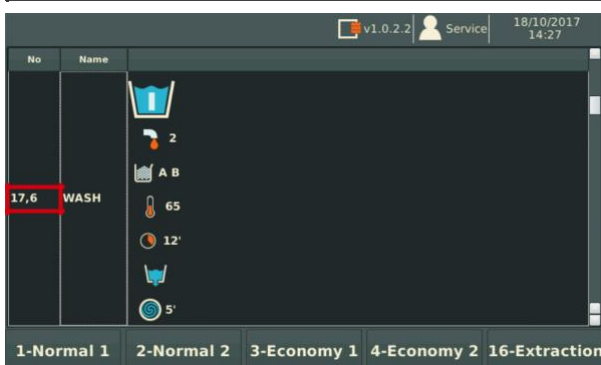 v1.0.2.2 Service 18/10/2017
14:27
No Name
I
2
A B
17,6 WASH 65
12'
5'
1-Normal 1 2-Normal 2 3-Economy 1 4-Economy 2 16-Extraction